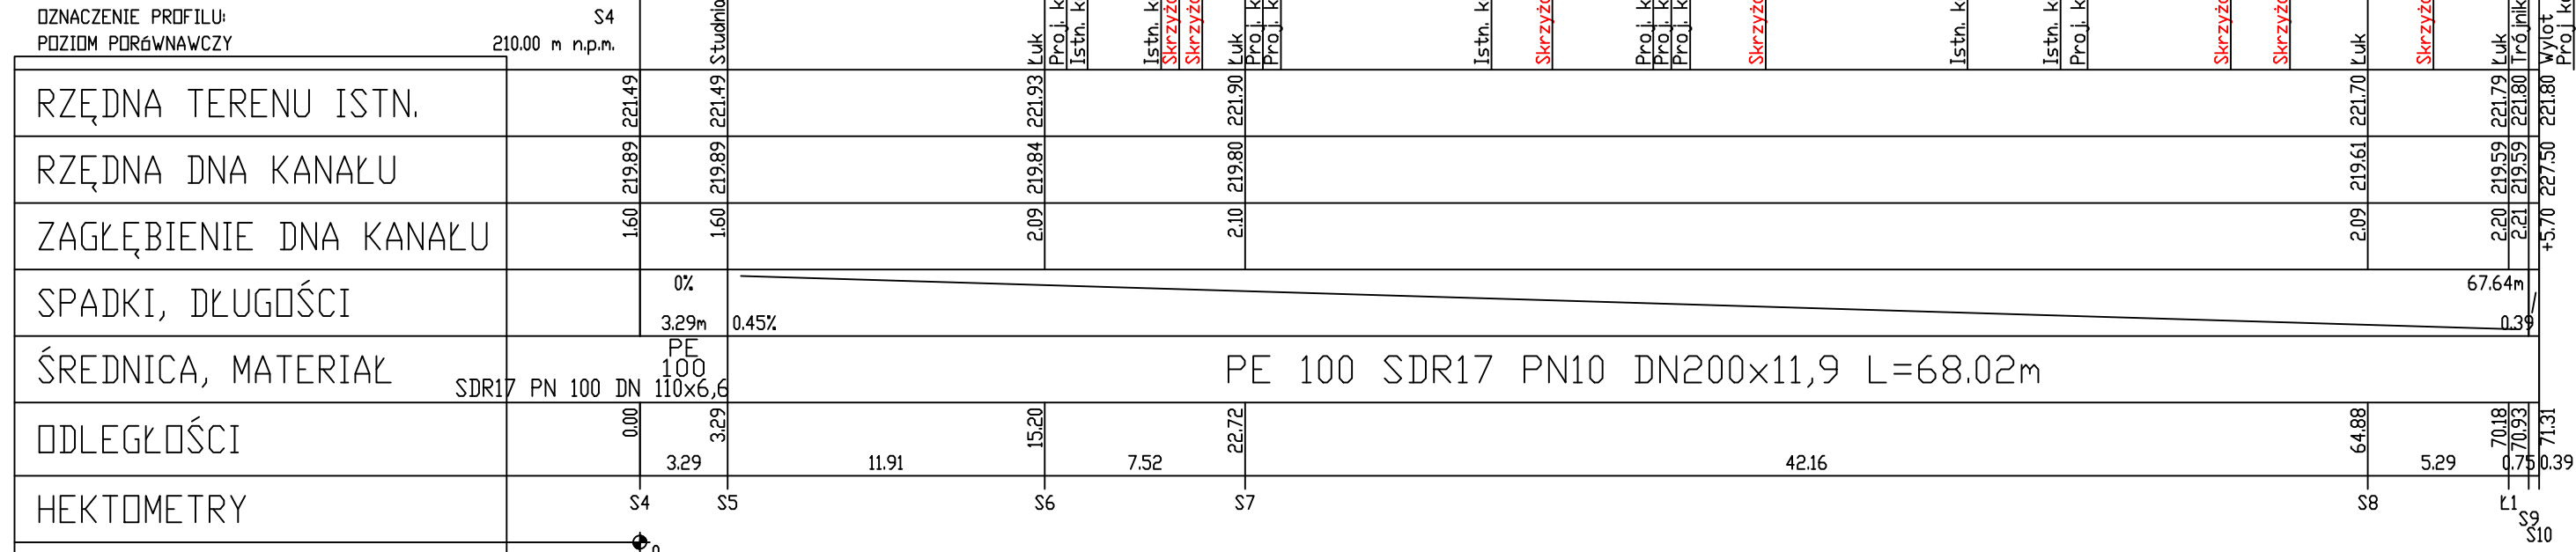 OZNACZENIE PROFILU: S4
POZIOM PORóWNAWCZY 210.00 m n.p.m.
Studnia
Łuk
Proj. k
Istn. k
Istn. k
Skrzyżo
Skrzyżo
Łuk
Proj. k
Proj. k
Istn. k
Skrzyżo
Proj. k
Proj. k
Proj. k
Skrzyżo
Istn. k
Istn. k
Proj. k
Skrzyżo
Skrzyżo
Łuk
Skrzyżo
Łuk
Trójnik
Wylot
Proj ka
RZĘDNA TERENU ISTN. 221.49 221.49 221.93 221.90 221.70 221.79 221.80 221.80
RZĘDNA DNA KANAŁU 219.89 219.89 219.84 219.80 219.61 219.59 219.59 227.50
ZAGŁĘBIENIE DNA KANAŁU 1.60 1.60 2.09 2.10 2.09 2.20 2.21 +5.70
SPADKI, DŁUGOŚCI
0% 67.64m
3.29m 0.45% 0.39
ŚREDNICA, MATERIAŁ
PE
100
SDR17 PN 100 DN 110x6,6
PE 100 SDR17 PN10 DN200x11,9 L=68.02m
ODLEGŁOŚCI
0.00 3.29 15.20 22.72 64.88 70.18 70.93 71.31
3.29 11.91 7.52 42.16 5.29 0.75 0.39
HEKTOMETRY
S4 S5 S6 S7 S8 Ł1
S9
S10